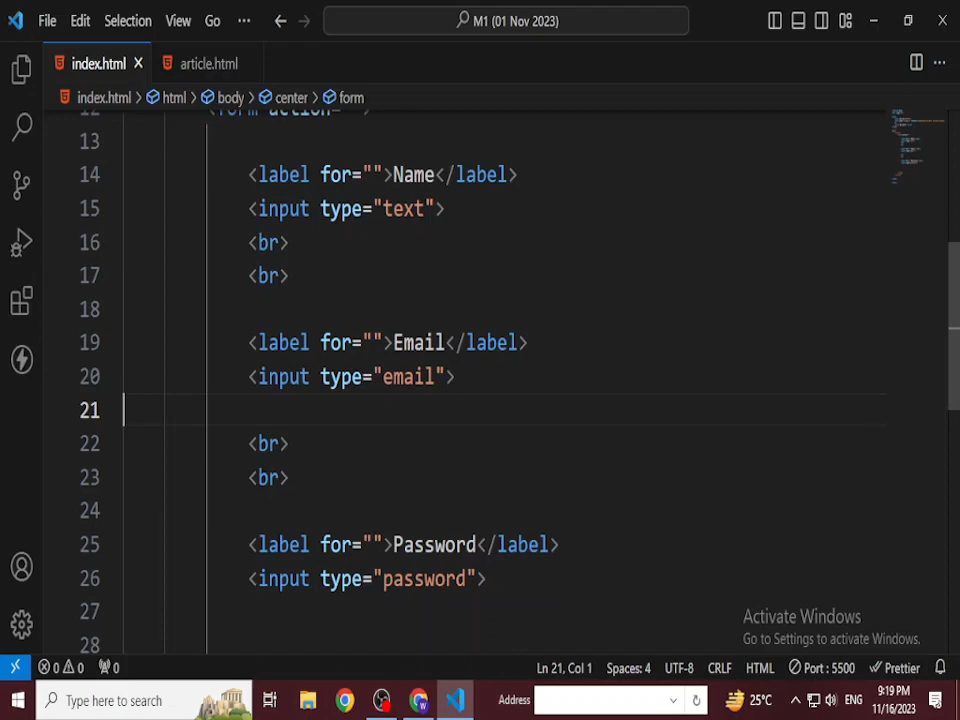 File Edit Selection View Go ··· M1 (01 Nov 2023)
index.html article.html
index.html > html > body > center > form
12 <form action="">
13
14 <label for="">Name</label>
15 <input type="text">
16 <br>
17 <br>
18
19 <label for="">Email</label>
20 <input type="email">
21
22 <br>
23 <br>
24
25 <label for="">Password</label>
26 <input type="password">
27
28
Activate Windows
Go to Settings to activate Windows.
0 0 0 Ln 21, Col 1 Spaces: 4 UTF-8 CRLF HTML Port : 5500 Prettier
Type here to search Address 25°C ENG 9:19 PM
11/16/2023